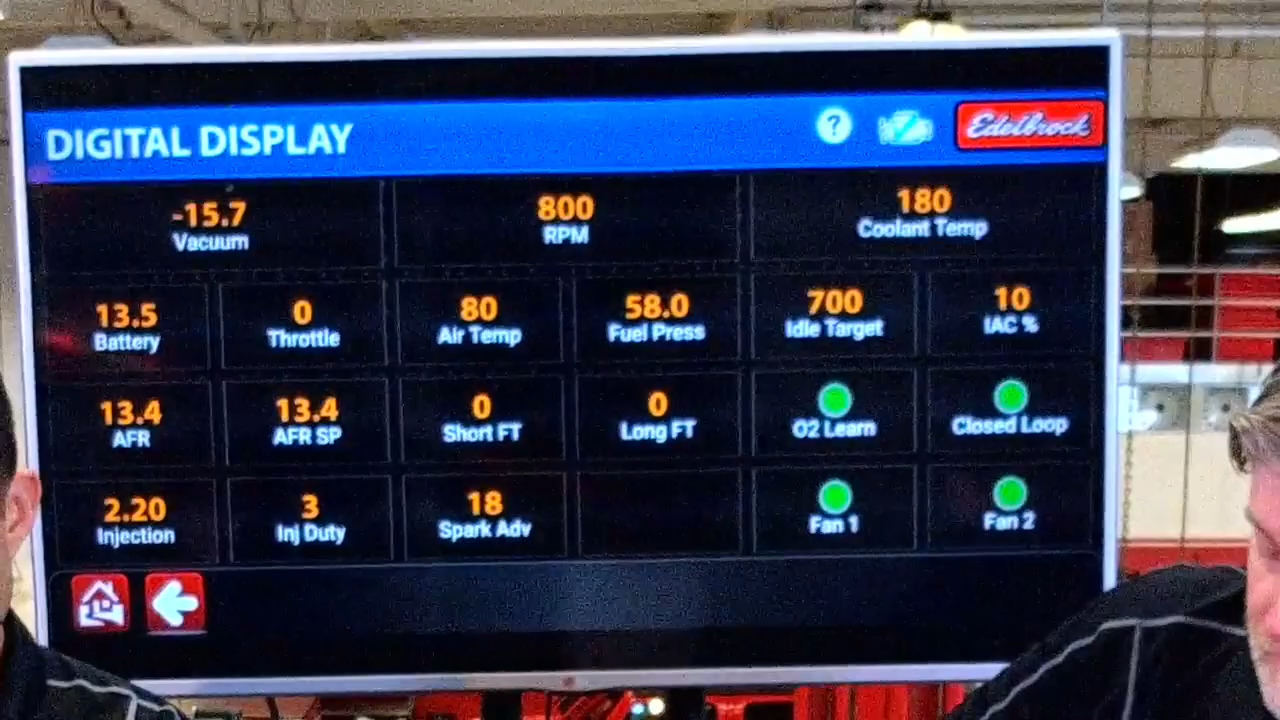 DIGITAL DISPLAY
?
Edelbrock
-15.7
Vacuum
800
RPM
180
Coolant Temp
13.5
Battery
0
Throttle
80
Air Temp
58.0
Fuel Press
700
Idle Target
10
IAC %
13.4
AFR
13.4
AFR SP
0
Short FT
0
Long FT
O2 Learn
Closed Loop
2.20
Injection
3
Inj Duty
18
Spark Adv
Fan 1
Fan 2